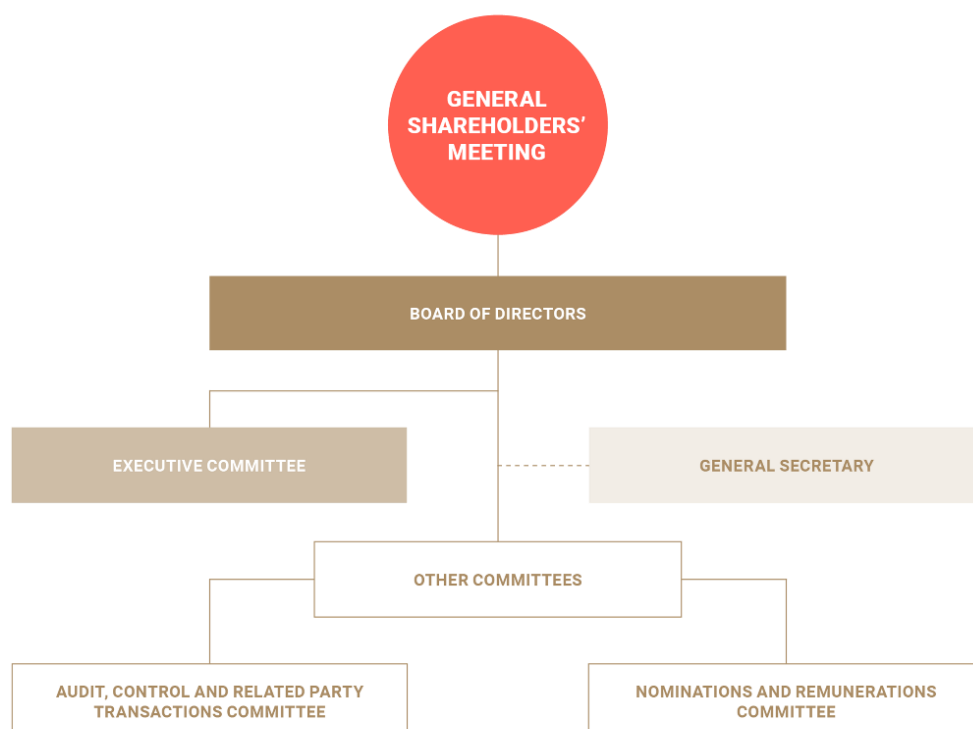 GENERAL
SHAREHOLDERS’
MEETING
BOARD OF DIRECTORS
EXECUTIVE COMMITTEE
GENERAL SECRETARY
OTHER COMMITTEES
AUDIT, CONTROL AND RELATED PARTY
TRANSACTIONS COMMITTEE
NOMINATIONS AND REMUNERATIONS
COMMITTEE